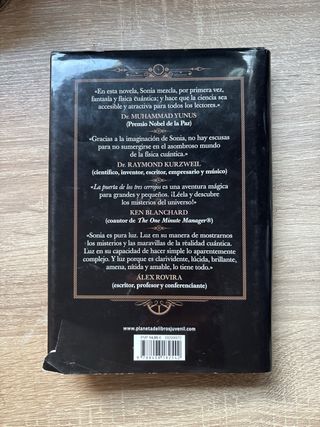 «En esta novela, Sonia mezcla, por primera vez,
fantasía y física cuántica; y hace que la ciencia sea
accesible y atractiva para todos los lectores.»
Dr. MUHAMMAD YUNUS
(Premio Nobel de la Paz)
«Gracias a la imaginación de Sonia, no hay excusas
para no sumergirse en el asombroso mundo
de la física cuántica.»
Dr. RAYMOND KURZWEIL
(científico, inventor, escritor, empresario y músico)
«La puerta de los tres cerrojos es una aventura mágica
para grandes y pequeños. ¡Léela y descubre
los misterios del universo!»
KEN BLANCHARD
(coautor de The One Minute Manager®)
«Sonia es pura luz. Luz en su manera de mostrarnos
los misterios y las maravillas de la realidad cuántica.
Luz en su capacidad de hacer simple lo aparentemente
complejo. Y luz porque es clarividente, lúcida, brillante,
amena, nítida y amable, lo tiene todo.»
ÁLEX ROVIRA
(escritor, profesor y conferenciante)
www.planetadelibrosjuvenil.com
PVP 14,95 €